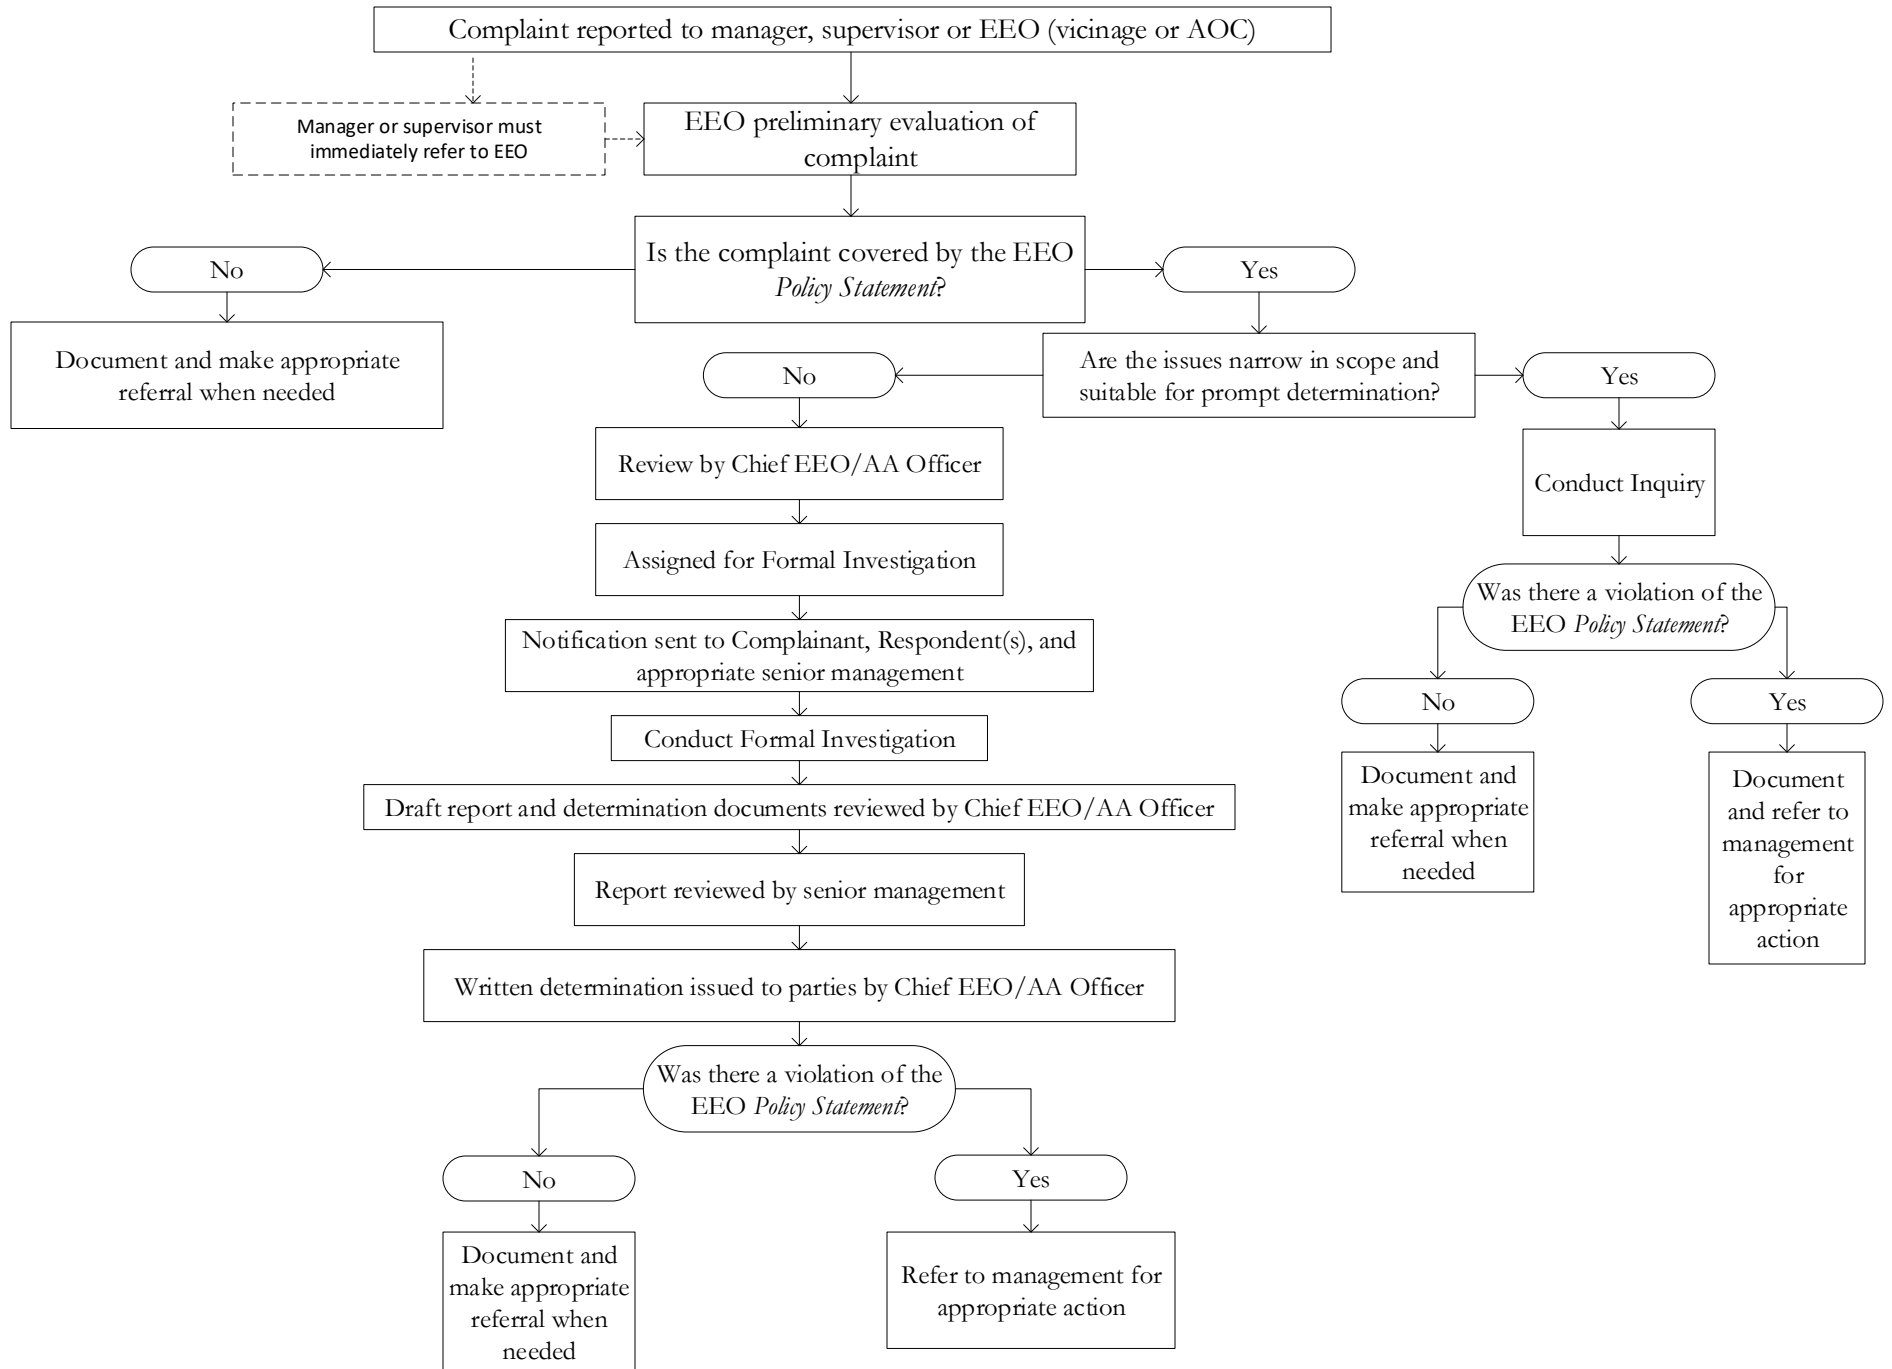 Complaint reported to manager, supervisor or EEO (vicinage or AOC)
Manager or supervisor must
immediately refer to EEO
EEO preliminary evaluation of
complaint
Is the complaint covered by the EEO
Policy Statement?
No
Yes
Document and make appropriate
referral when needed
Are the issues narrow in scope and
suitable for prompt determination?
No
Yes
Review by Chief EEO/AA Officer
Assigned for Formal Investigation
Notification sent to Complainant, Respondent(s), and
appropriate senior management
Conduct Formal Investigation
Draft report and determination documents reviewed by Chief EEO/AA Officer
Report reviewed by senior management
Written determination issued to parties by Chief EEO/AA Officer
Was there a violation of the
EEO Policy Statement?
No
Yes
Document and
make appropriate
referral when
needed
Refer to management for
appropriate action
Conduct Inquiry
Was there a violation of the
EEO Policy Statement?
No
Yes
Document and
make appropriate
referral when
needed
Document
and refer to
management
for
appropriate
action